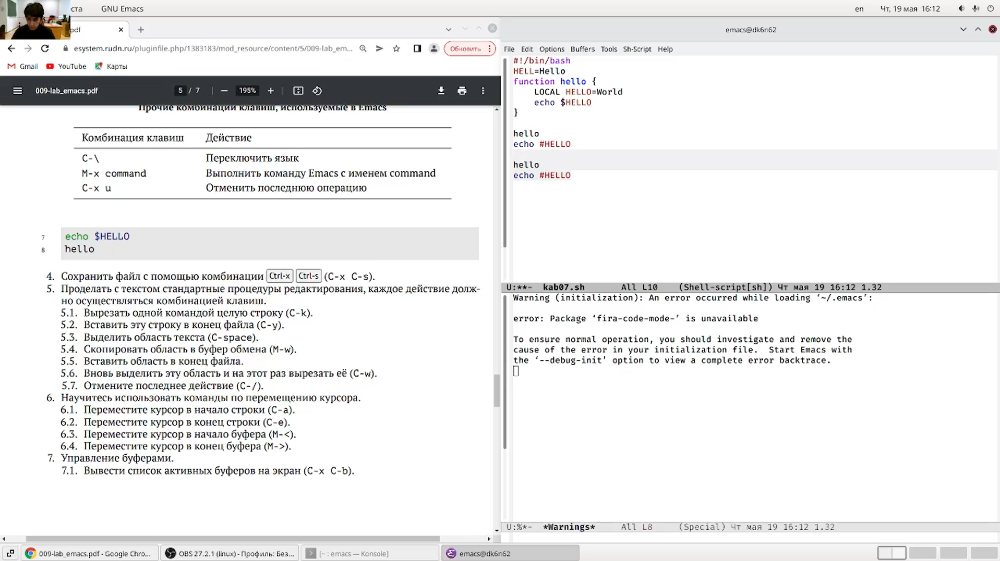 ста GNU Emacs en Чт, 19 мая 16:12
pdf
esystem.rudn.ru/pluginfile.php/1383183/mod_resource/content/5/009-lab_em... Обновить
Gmail YouTube Карты
009-lab_emacs.pdf 5 / 7 195%
Прочие комбинации клавиш, используемые в Emacs
Комбинация клавиш Действие
C-\ Переключить язык
M-x command Выполнить команду Emacs с именем command
C-x u Отменить последнюю операцию
7 echo $HELLO
8 hello
4. Сохранить файл с помощью комбинации Ctrl-x Ctrl-s (C-x C-s).
5. Проделать с текстом стандартные процедуры редактирования, каждое действие долж-
но осуществляться комбинацией клавиш.
5.1. Вырезать одной командой целую строку (C-k).
5.2. Вставить эту строку в конец файла (C-y).
5.3. Выделить область текста (C-space).
5.4. Скопировать область в буфер обмена (M-w).
5.5. Вставить область в конец файла.
5.6. Вновь выделить эту область и на этот раз вырезать её (C-w).
5.7. Отмените последнее действие (C-/).
6. Научитесь использовать команды по перемещению курсора.
6.1. Переместите курсор в начало строки (C-a).
6.2. Переместите курсор в конец строки (C-e).
6.3. Переместите курсор в начало буфера (M-<).
6.4. Переместите курсор в конец буфера (M->).
7. Управление буферами.
7.1. Вывести список активных буферов на экран (C-x C-b).
emacs@dk6n62
File Edit Options Buffers Tools Sh-Script Help
#!/bin/bash
HELL=Hello
function hello {
LOCAL HELLO=World
echo $HELLO
}
hello
echo #HELLO
hello
echo #HELLO
U:**- kab07.sh All L10 (Shell-script[sh]) Чт мая 19 16:12 1.32
Warning (initialization): An error occurred while loading ‘~/.emacs’:
error: Package ‘fira-code-mode-’ is unavailable
To ensure normal operation, you should investigate and remove the
cause of the error in your initialization file. Start Emacs with
the ‘--debug-init’ option to view a complete error backtrace.
U:%*- *Warnings* All L8 (Special) Чт мая 19 16:12 1.32
009-lab_emacs.pdf - Google Chro... OBS 27.2.1 (linux) - Профиль: Без... [~ : emacs — Konsole] emacs@dk6n62